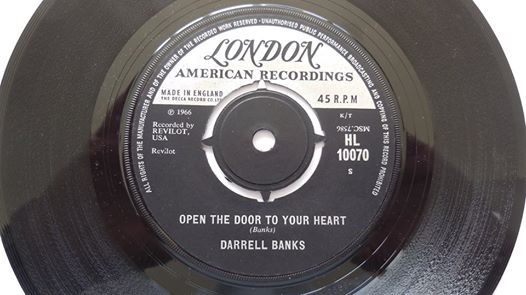 ALL RIGHTS OF THE MANUFACTURER AND OF THE OWNER OF THE RECORDED WORK RESERVED · UNAUTHORISED PUBLIC PERFORMANCE BROADCASTING AND COPYING OF THIS RECORD PROHIBITED
LONDON
AMERICAN RECORDINGS
MADE IN ENGLAND
THE DECCA RECORD CO. LTD
45 R.P.M
℗ 1966
K/T
Recorded by
REVILOT,
USA
MSC.7596
HL
10070
Revilot
S
OPEN THE DOOR TO YOUR HEART
(Banks)
DARRELL BANKS